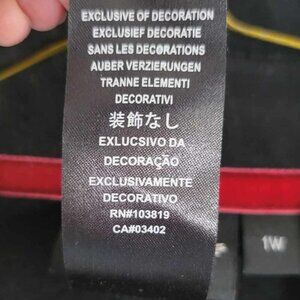 EXCLUSIVE OF DECORATION
EXCLUSIEF DECORATIE
SANS LES DECORATIONS
AUBER VERZIERUNGEN
TRANNE ELEMENTI
DECORATIVI
装飾なし
EXLUCSIVO DA
DECORAÇÃO
EXCLUSIVAMENTE
DECORATIVO
RN#103819
CA#03402
1W